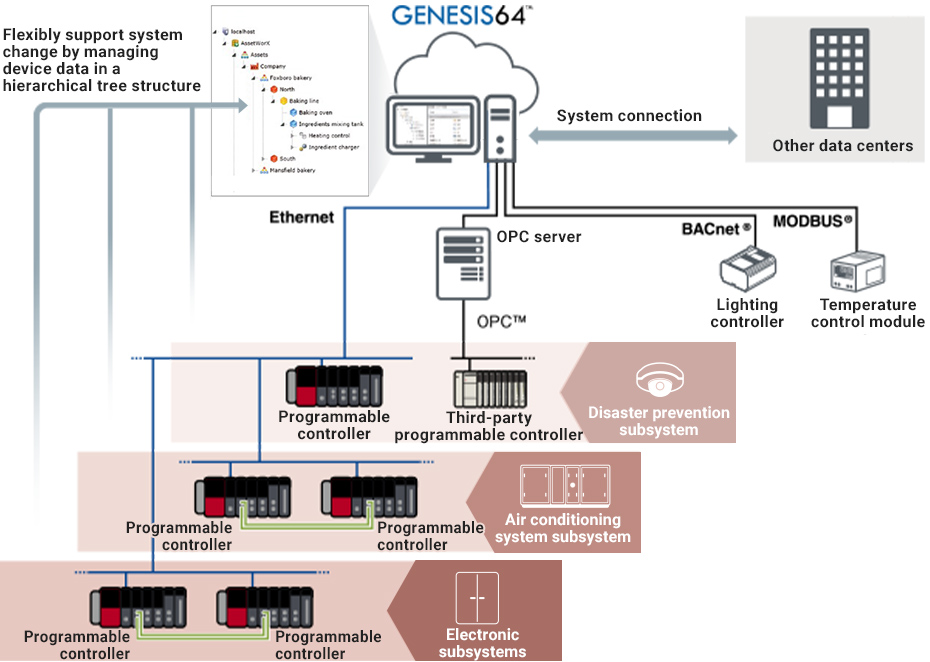 Flexibly support system
change by managing
device data in a
hierarchical tree structure
localhost
AssetWorX
Assets
Company
Foxboro bakery
North
Baking line
Baking oven
Ingredients mixing tank
Heating control
Ingredient charger
South
Mansfield bakery
GENESIS64™
System connection
Other data centers
Ethernet
OPC server
BACnet®
MODBUS®
Lighting
controller
Temperature
control module
OPC™
Programmable
controller
Third-party
programmable controller
Disaster prevention
subsystem
Programmable
controller
Programmable
controller
Air conditioning
system subsystem
Programmable
controller
Programmable
controller
Electronic
subsystems